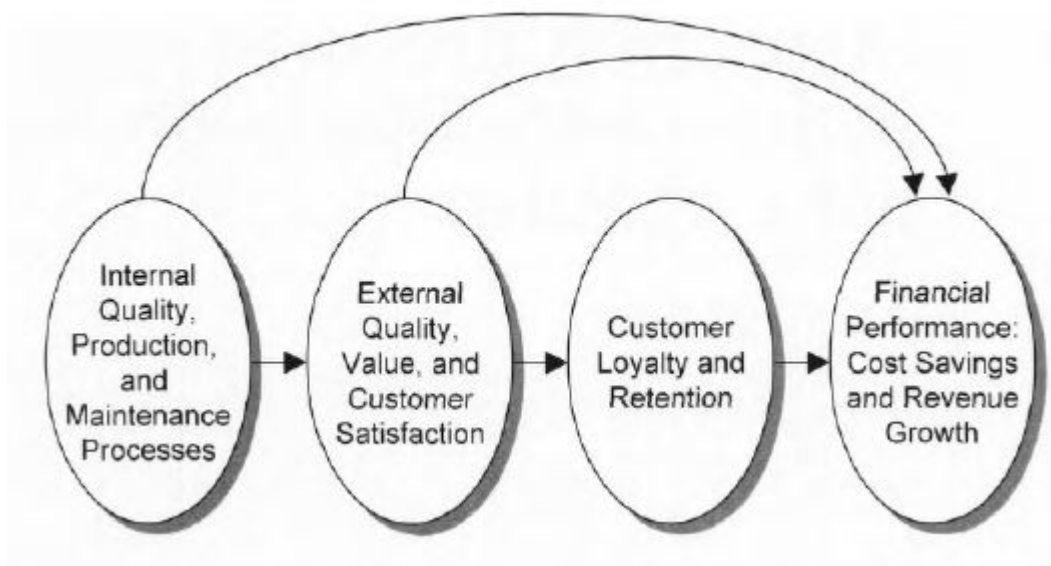 Internal
Quality,
Production,
and
Maintenance
Processes
External
Quality,
Value, and
Customer
Satisfaction
Customer
Loyalty and
Retention
Financial
Performance:
Cost Savings
and Revenue
Growth